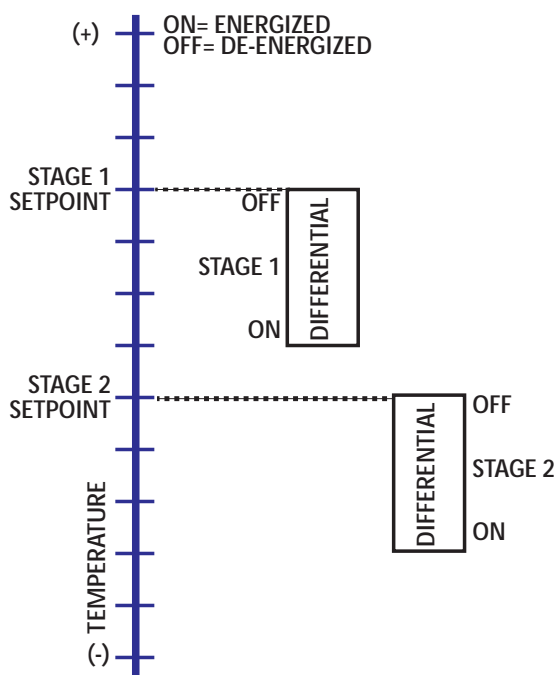 (+)
ON= ENERGIZED
OFF= DE-ENERGIZED
STAGE 1
SETPOINT
OFF
STAGE 1
ON
DIFFERENTIAL
STAGE 2
SETPOINT
OFF
STAGE 2
ON
DIFFERENTIAL
TEMPERATURE
(-)